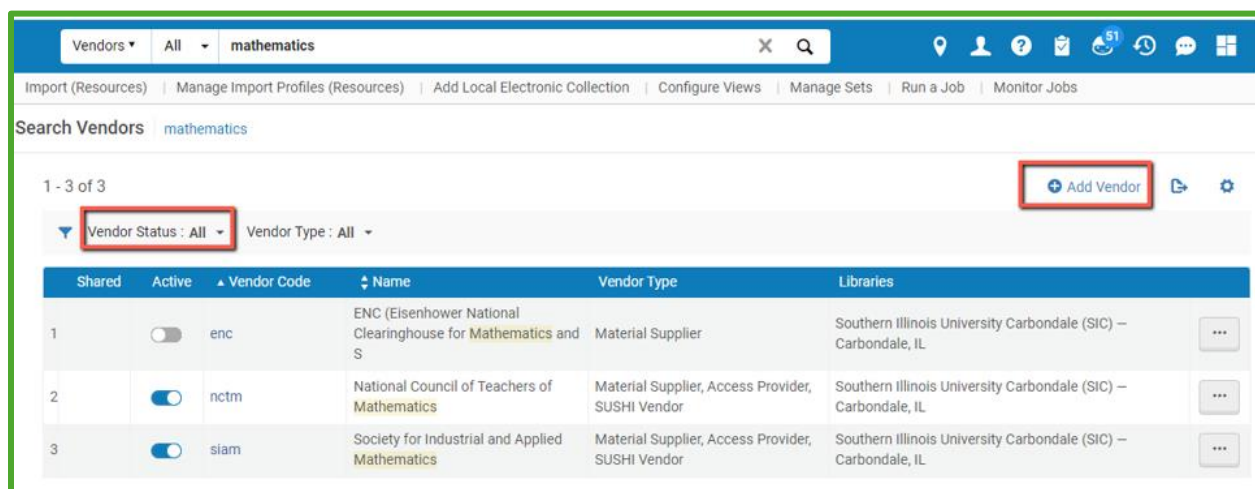 Vendors All mathematics 51
Import (Resources) | Manage Import Profiles (Resources) | Add Local Electronic Collection | Configure Views | Manage Sets | Run a Job | Monitor Jobs
Search Vendors mathematics
1 - 3 of 3 Add Vendor
Vendor Status : All Vendor Type : All
Shared Active Vendor Code Name Vendor Type Libraries
ENC (Eisenhower National
1 enc Clearinghouse for Mathematics and Material Supplier Southern Illinois University Carbondale (SIC) –
S Carbondale, IL
2 nctm National Council of Teachers of Material Supplier, Access Provider, Southern Illinois University Carbondale (SIC) –
Mathematics SUSHI Vendor Carbondale, IL
3 siam Society for Industrial and Applied Material Supplier, Access Provider, Southern Illinois University Carbondale (SIC) –
Mathematics SUSHI Vendor Carbondale, IL